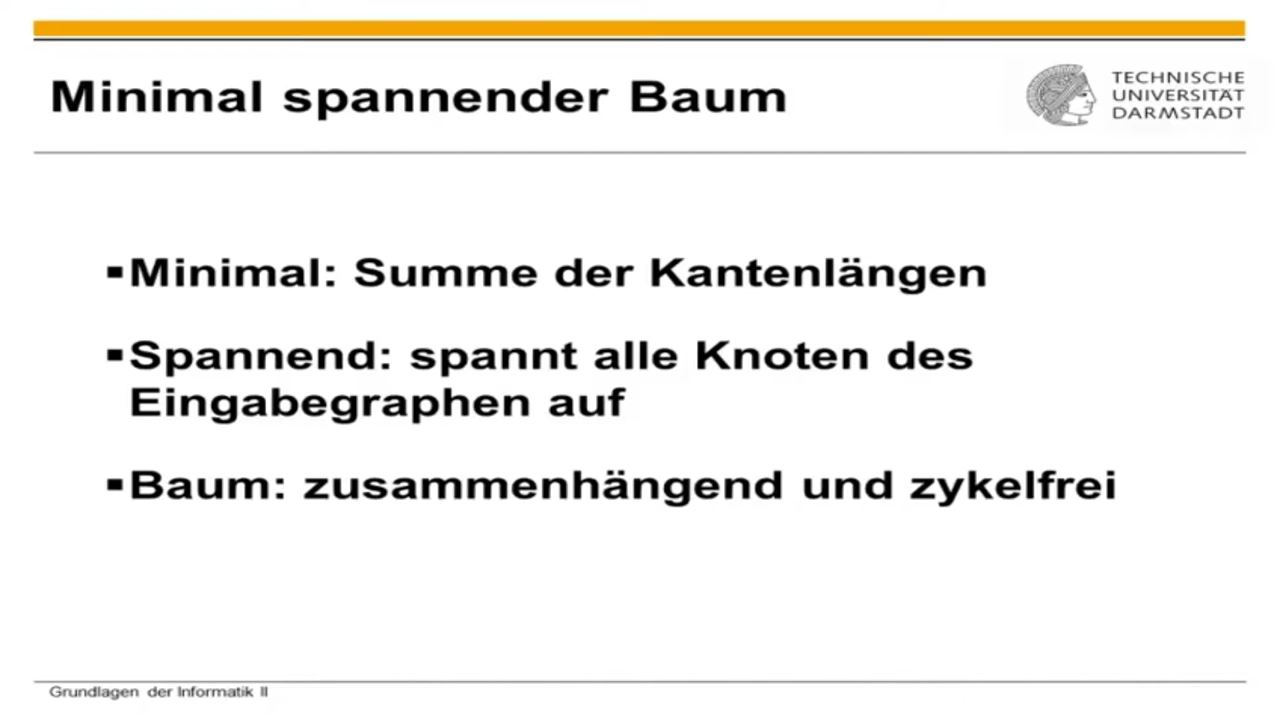 Minimal spannender Baum
TECHNISCHE
UNIVERSITÄT
DARMSTADT
▪Minimal: Summe der Kantenlängen
▪Spannend: spannt alle Knoten des
Eingabegraphen auf
▪Baum: zusammenhängend und zykelfrei
Grundlagen der Informatik II